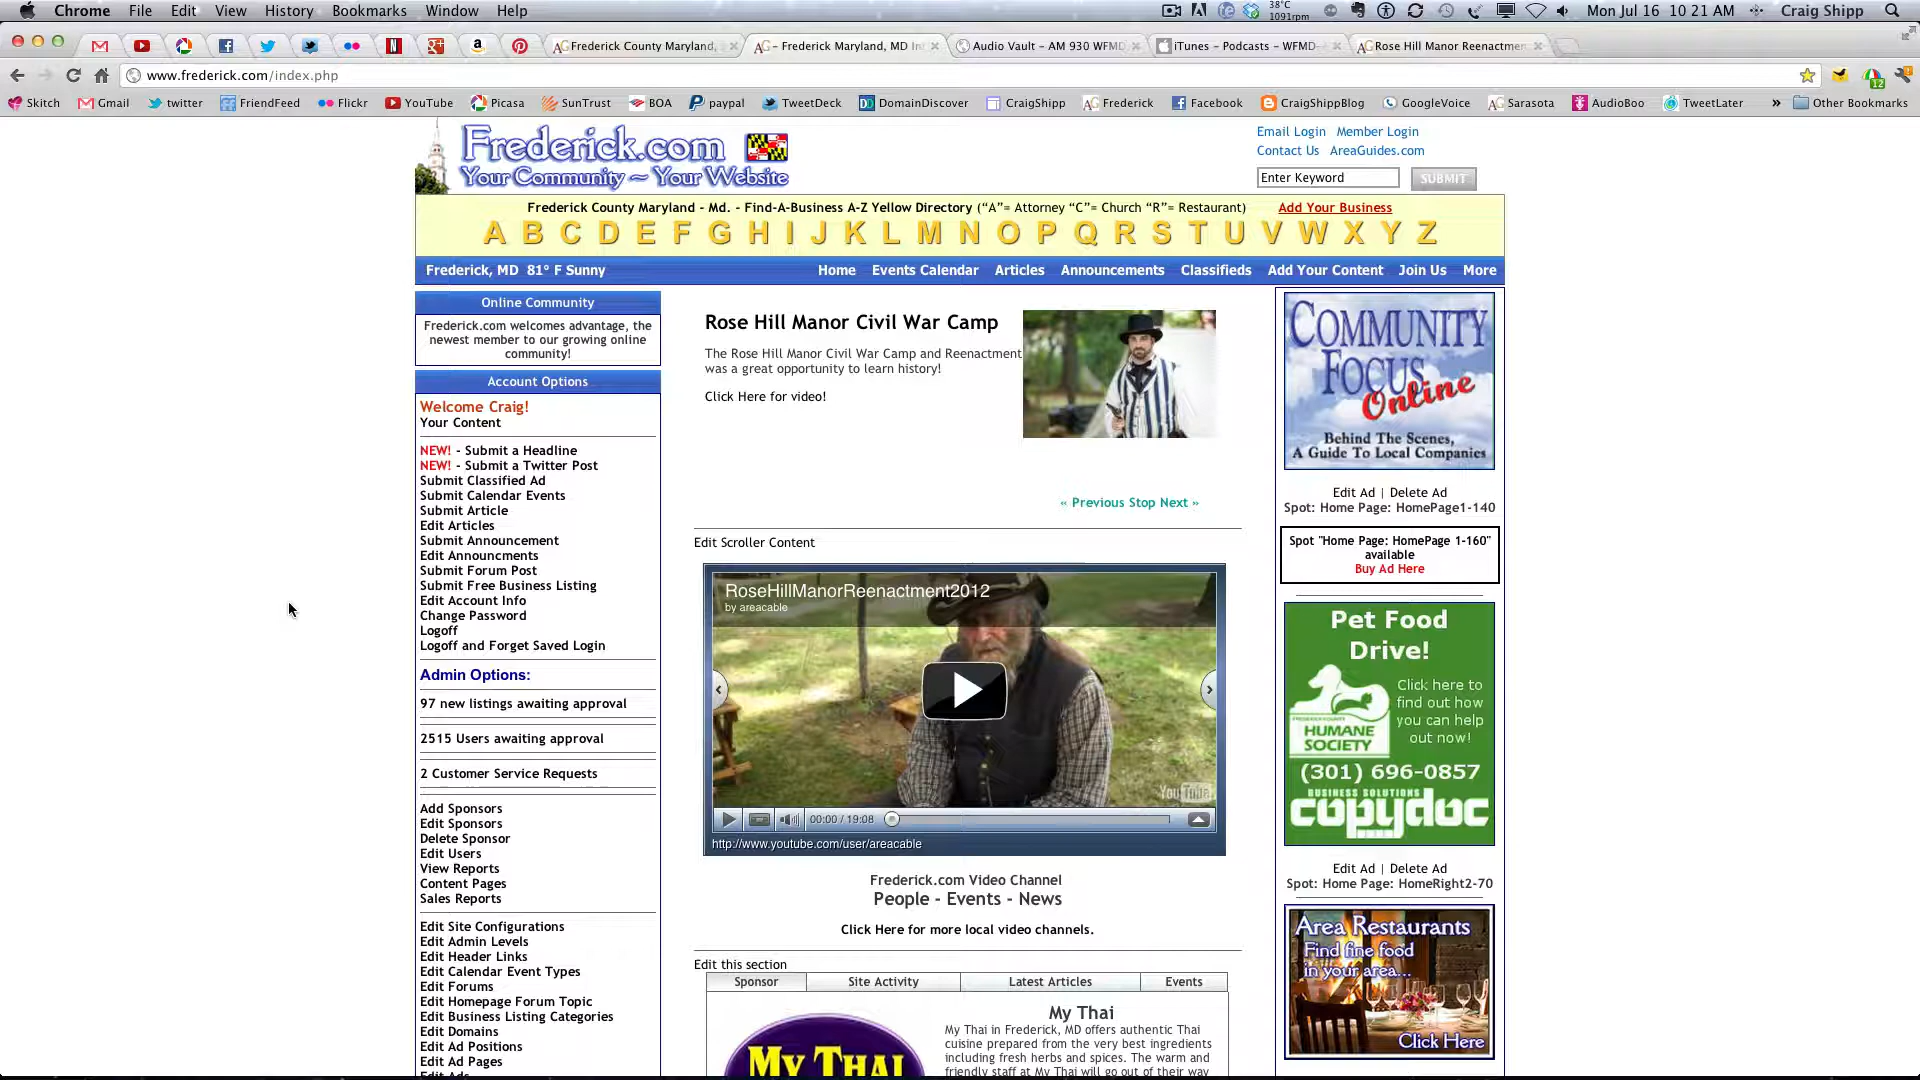 Chrome File Edit View History Bookmarks Window Help
38°C
1091rpm
Mon Jul 16 10 21 AM
Craig Shipp
Frederick County Maryland,
– Frederick Maryland, MD In
Audio Vault – AM 930 WFMD
iTunes – Podcasts – WFMD-
Rose Hill Manor Reenactmen
www.frederick.com/index.php
12
Skitch Gmail twitter FriendFeed Flickr YouTube Picasa SunTrust BOA paypal TweetDeck DomainDiscover CraigShipp Frederick Facebook CraigShippBlog GoogleVoice Sarasota AudioBoo TweetLater » Other Bookmarks
Frederick.com
Your Community ~ Your Website
Email Login Member Login
Contact Us AreaGuides.com
Enter Keyword SUBMIT
Frederick County Maryland - Md. - Find-A-Business A-Z Yellow Directory (“A”= Attorney “C”= Church “R”= Restaurant) Add Your Business
A B C D E F G H I J K L M N O P Q R S T U V W X Y Z
Frederick, MD 81° F Sunny
Home Events Calendar Articles Announcements Classifieds Add Your Content Join Us More
Online Community
Frederick.com welcomes advantage, the
newest member to our growing online
community!
Account Options
Welcome Craig!
Your Content
NEW! - Submit a Headline
NEW! - Submit a Twitter Post
Submit Classified Ad
Submit Calendar Events
Submit Article
Edit Articles
Submit Announcement
Edit Announcments
Submit Forum Post
Submit Free Business Listing
Edit Account Info
Change Password
Logoff
Logoff and Forget Saved Login
Admin Options:
97 new listings awaiting approval
2515 Users awaiting approval
2 Customer Service Requests
Add Sponsors
Edit Sponsors
Delete Sponsor
Edit Users
View Reports
Content Pages
Sales Reports
Edit Site Configurations
Edit Admin Levels
Edit Header Links
Edit Calendar Event Types
Edit Forums
Edit Homepage Forum Topic
Edit Business Listing Categories
Edit Domains
Edit Ad Positions
Edit Ad Pages
Edit Ads
Rose Hill Manor Civil War Camp
The Rose Hill Manor Civil War Camp and Reenactment
was a great opportunity to learn history!
Click Here for video!
« Previous Stop Next »
Edit Scroller Content
RoseHillManorReenactment2012
by areacable
YouTube
00:00 / 19:08
http://www.youtube.com/user/areacable
Frederick.com Video Channel
People - Events - News
Click Here for more local video channels.
Edit this section
Sponsor Site Activity Latest Articles Events
My Thai
My Thai
My Thai in Frederick, MD offers authentic Thai
cuisine prepared from the very best ingredients
including fresh herbs and spices. The warm and
friendly staff at My Thai will go out of their way
Community
Focus
Online
Behind The Scenes,
A Guide To Local Companies
Edit Ad | Delete Ad
Spot: Home Page: HomePage1-140
Spot "Home Page: HomePage 1-160"
available
Buy Ad Here
Pet Food
Drive!
Click here to
find out how
you can help
out now!
FREDERICK COUNTY
HUMANE
SOCIETY
(301) 696-0857
BUSINESS SOLUTIONS
copydoc
Edit Ad | Delete Ad
Spot: Home Page: HomeRight2-70
Area Restaurants
Find fine food
in your area...
Click Here